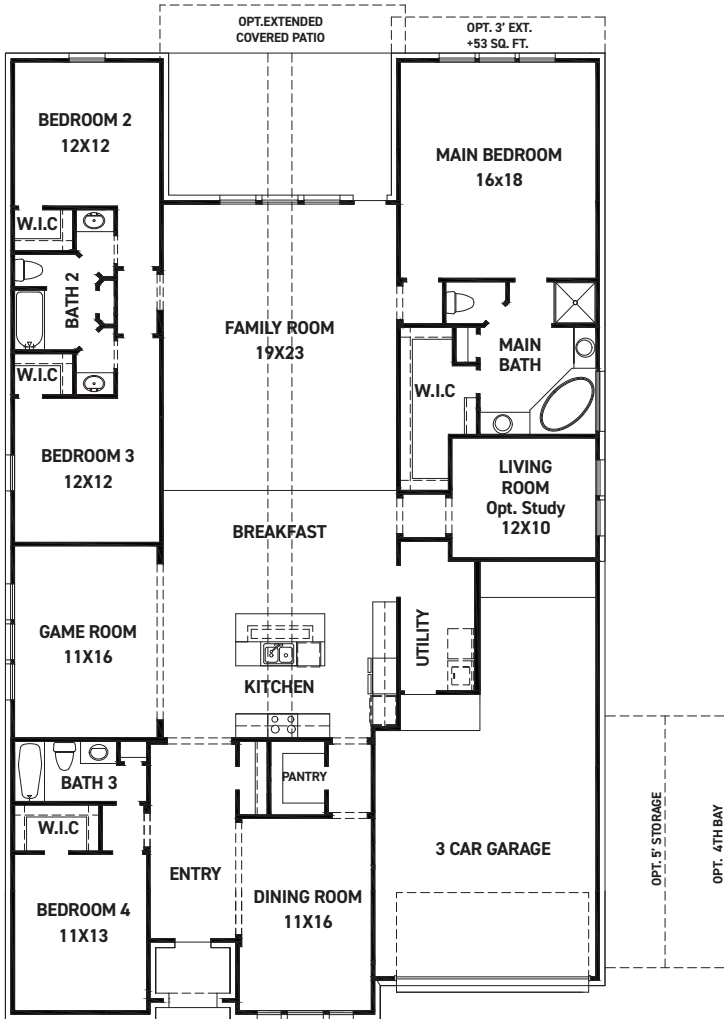 OPT.EXTENDED
COVERED PATIO
OPT. 3' EXT.
+53 SQ. FT.
BEDROOM 2
12X12
MAIN BEDROOM
16x18
W.I.C
BATH 2
FAMILY ROOM
19X23
MAIN
BATH
W.I.C
W.I.C
BEDROOM 3
12X12
LIVING
ROOM
Opt. Study
12X10
BREAKFAST
GAME ROOM
11X16
UTILITY
KITCHEN
BATH 3
PANTRY
W.I.C
3 CAR GARAGE
OPT. 5' STORAGE
OPT. 4TH BAY
ENTRY
DINING ROOM
11X16
BEDROOM 4
11X13